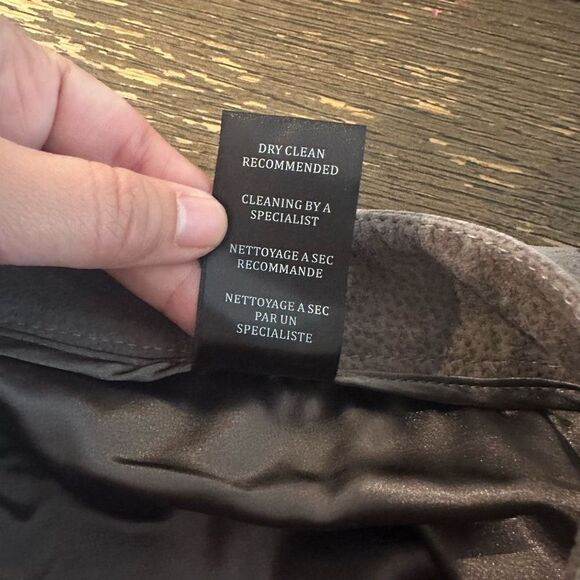 DRY CLEAN
RECOMMENDED
CLEANING BY A
SPECIALIST
NETTOYAGE A SEC
RECOMMANDE
NETTOYAGE A SEC
PAR UN
SPECIALISTE